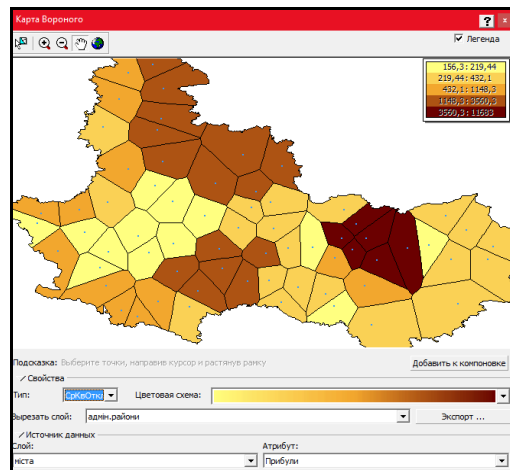 Карта Вороного
Легенда
156,3 : 219,44
219,44 : 432,1
432,1 : 1148,3
1148,3 : 3560,3
3560,3 : 11683
Подсказка: Выберите точки, направив курсор и растянув рамку
Добавить к компоновке
Свойства
Тип: СрКвОтк Цветовая схема:
Вырезать слой: адмін.райони Экспорт ...
Источник данных
Слой: Атрибут:
міста Прибули